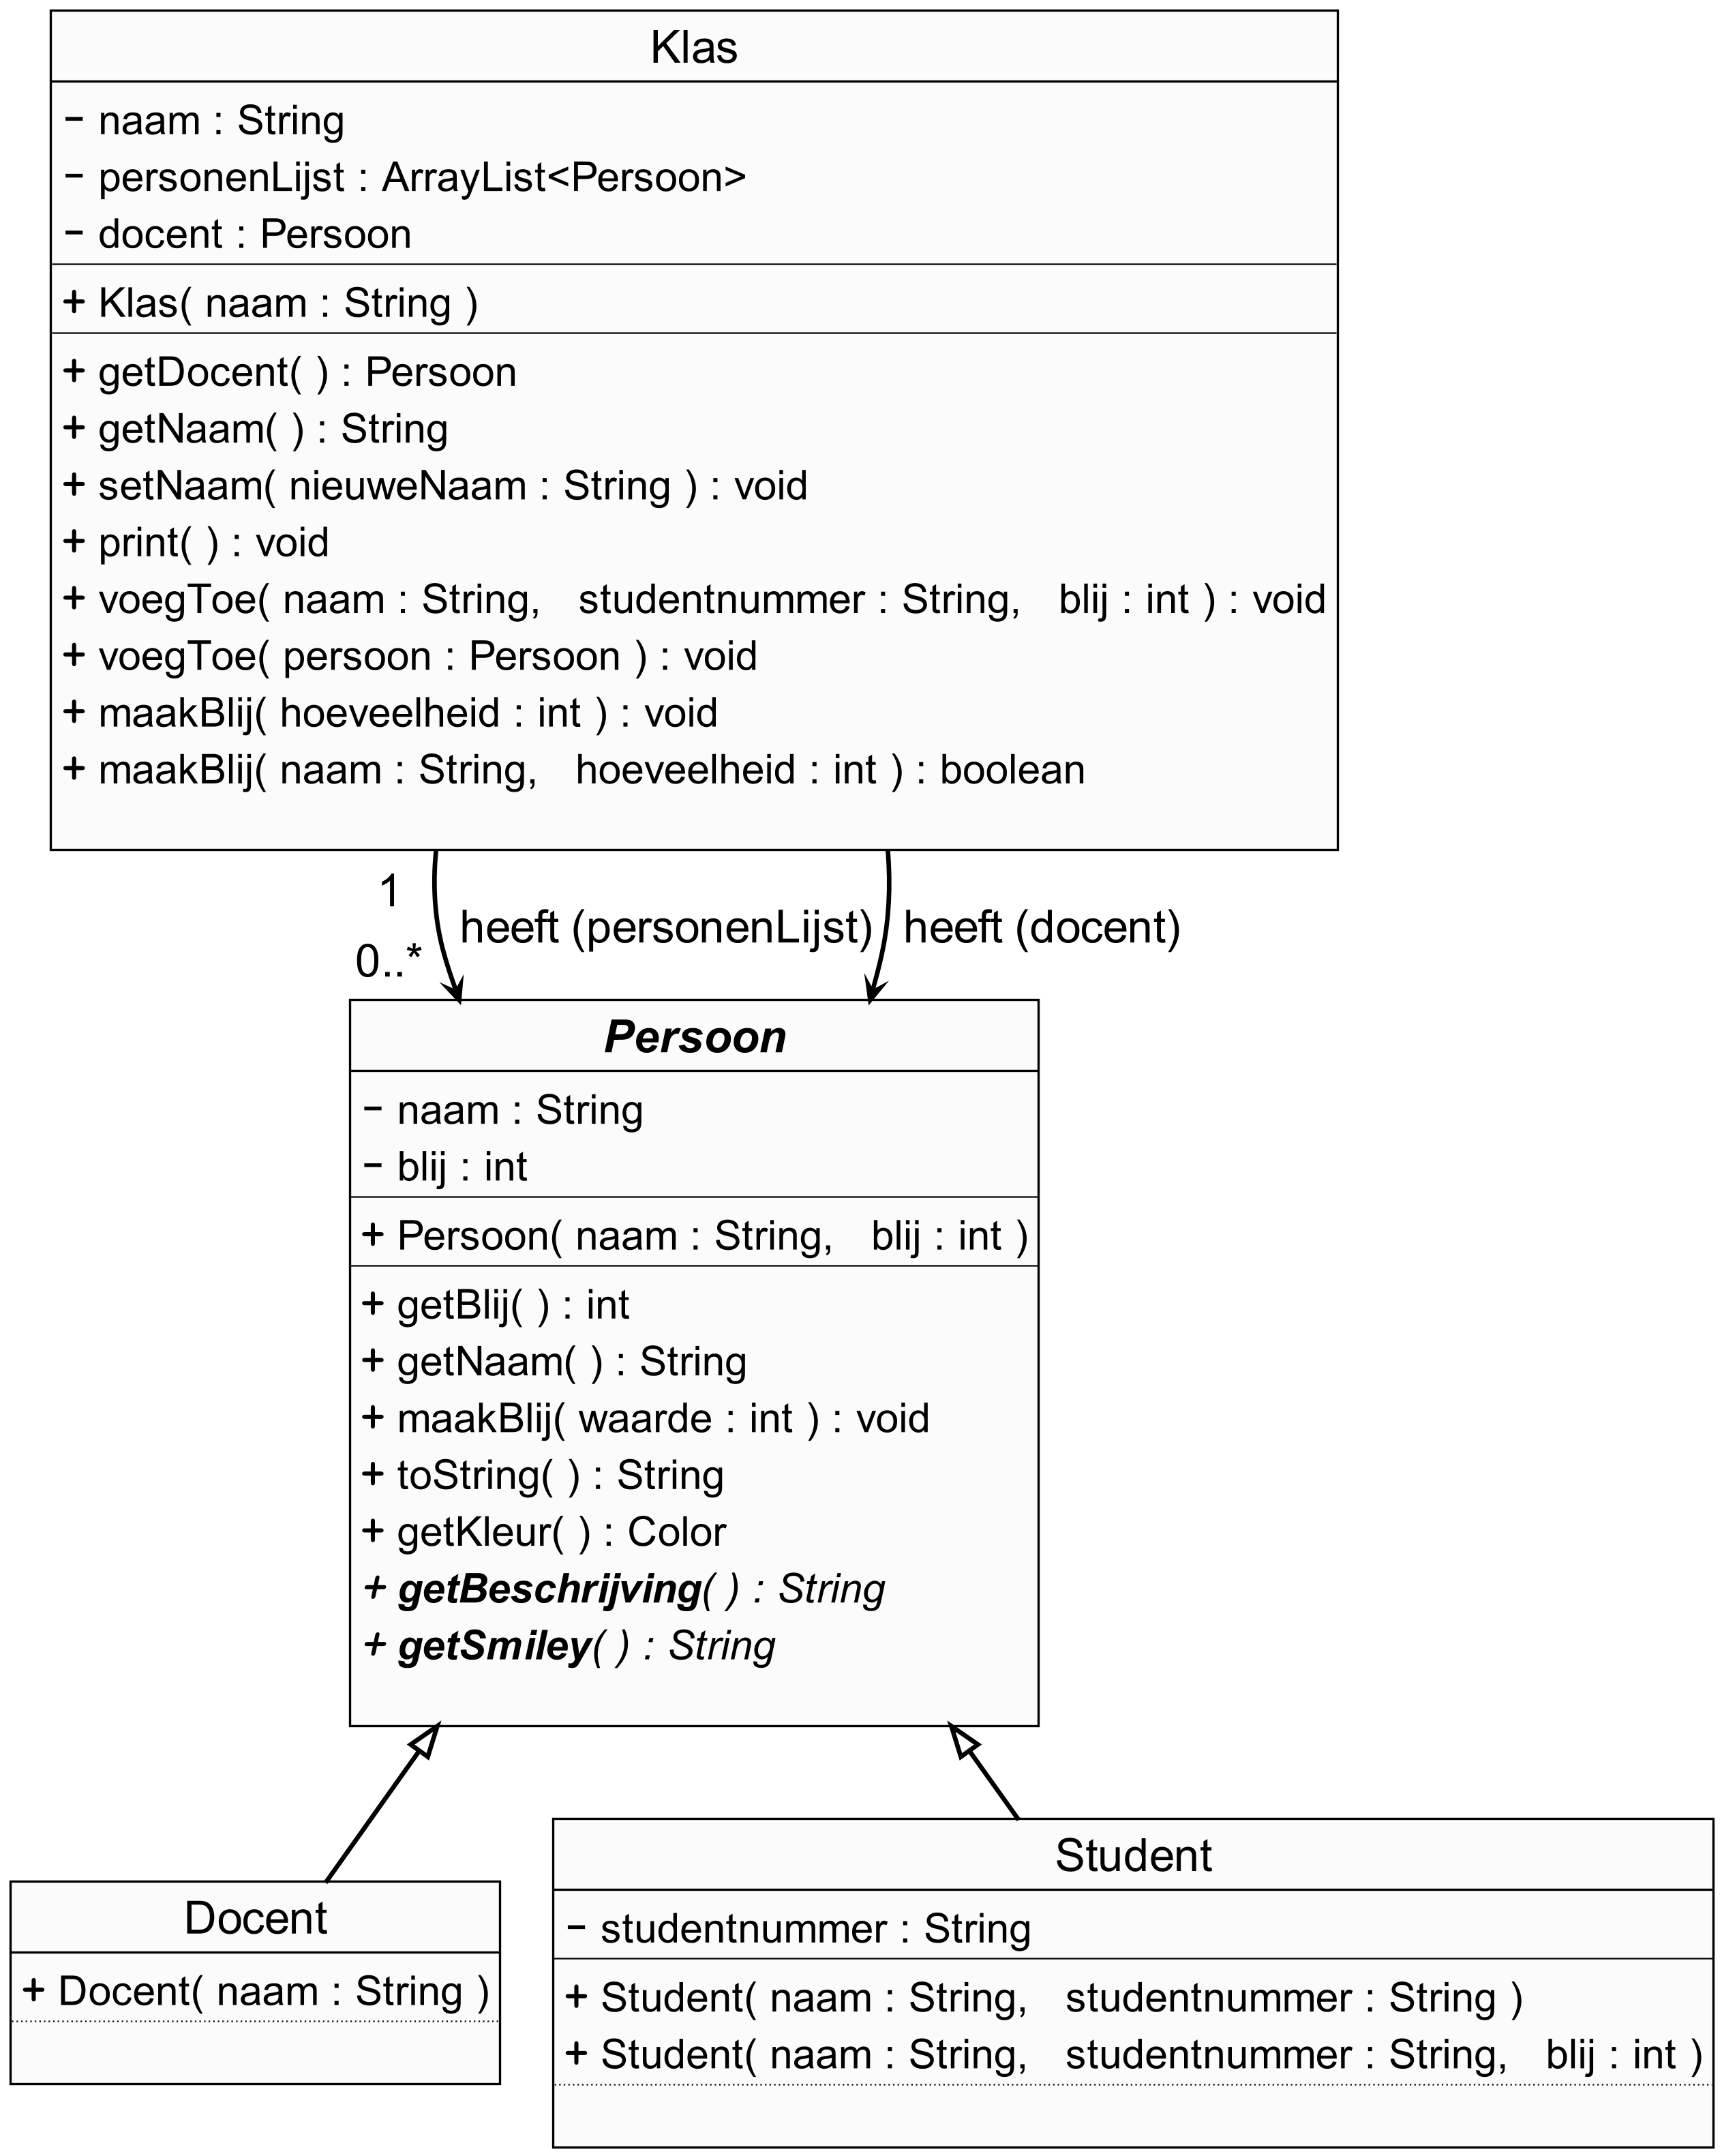 Klas
- naam : String
- personenLijst : ArrayList<Persoon>
- docent : Persoon
+ Klas( naam : String )
+ getDocent( ) : Persoon
+ getNaam( ) : String
+ setNaam( nieuweNaam : String ) : void
+ print( ) : void
+ voegToe( naam : String, studentnummer : String, blij : int ) : void
+ voegToe( persoon : Persoon ) : void
+ maakBlij( hoeveelheid : int ) : void
+ maakBlij( naam : String, hoeveelheid : int ) : boolean
1
heeft (personenLijst)
heeft (docent)
0..*
Persoon
- naam : String
- blij : int
+ Persoon( naam : String, blij : int )
+ getBlij( ) : int
+ getNaam( ) : String
+ maakBlij( waarde : int ) : void
+ toString( ) : String
+ getKleur( ) : Color
+ getBeschrijving( ) : String
+ getSmiley( ) : String
Docent
+ Docent( naam : String )
Student
- studentnummer : String
+ Student( naam : String, studentnummer : String )
+ Student( naam : String, studentnummer : String, blij : int )